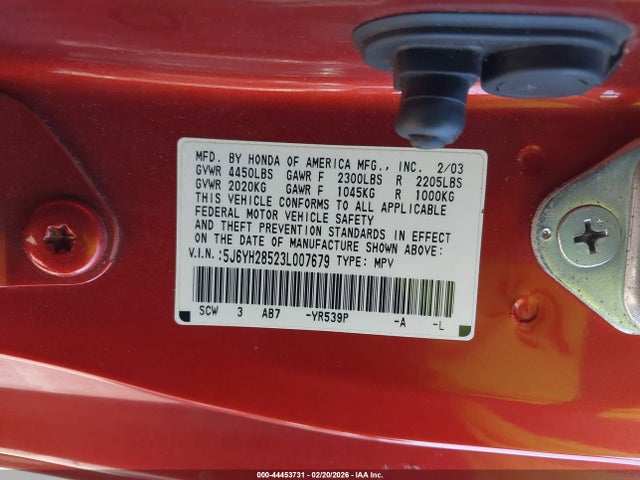 MFD. BY HONDA OF AMERICA MFG., INC. 2/03
GVWR 4450LBS GAWR F 2300LBS R 2205LBS
GVWR 2020KG GAWR F 1045KG R 1000KG
THIS VEHICLE CONFORMS TO ALL APPLICABLE
FEDERAL MOTOR VEHICLE SAFETY
AND THEFT PREVENTION STANDARDS IN EFFECT
ON THE DATE OF MANUFACTURE SHOWN ABOVE:
V.I.N.:5J6YH28523L007679 TYPE: MPV
SCW 3 AB7 -YR539P -A -L
000-44453731 - 02/20/2026 - IAA Inc.